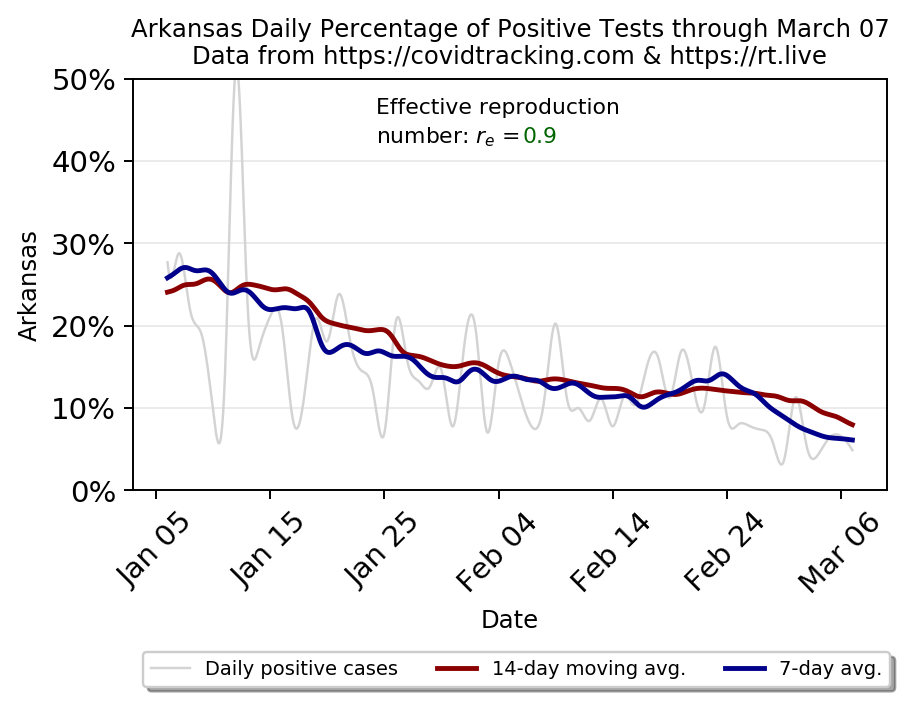 Arkansas Daily Percentage of Positive Tests through March 07
Data from https://covidtracking.com & https://rt.live
Effective reproduction
number: rₑ =0.9
50%
40%
30%
20%
10%
0%
Arkansas
Jan 05
Jan 15
Jan 25
Feb 04
Feb 14
Feb 24
Mar 06
Date
Daily positive cases
14-day moving avg.
7-day avg.